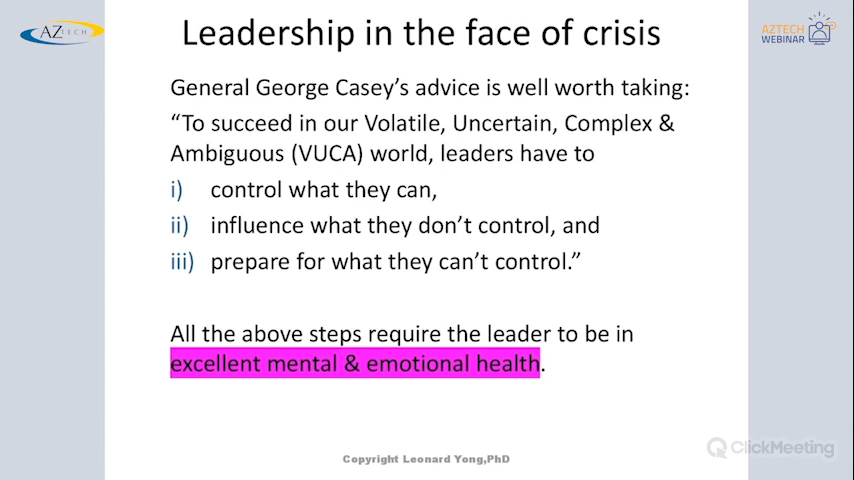 AZTECH
Leadership in the face of crisis
AZTECH
WEBINAR
General George Casey’s advice is well worth taking:
“To succeed in our Volatile, Uncertain, Complex &
Ambiguous (VUCA) world, leaders have to
i) control what they can,
ii) influence what they don’t control, and
iii) prepare for what they can’t control.”
All the above steps require the leader to be in
excellent mental & emotional health.
ClickMeeting
Copyright Leonard Yong,PhD